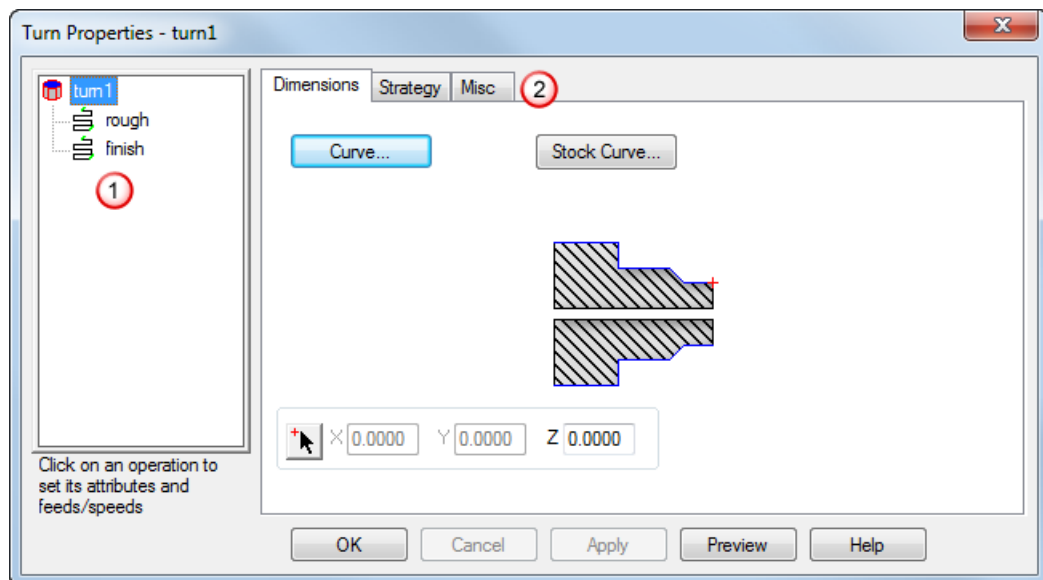 Turn Properties - turn1
turn1
rough
finish
1
Click on an operation to
set its attributes and
feeds/speeds
Dimensions Strategy Misc 2
Curve... Stock Curve...
X 0.0000 Y 0.0000 Z 0.0000
OK Cancel Apply Preview Help